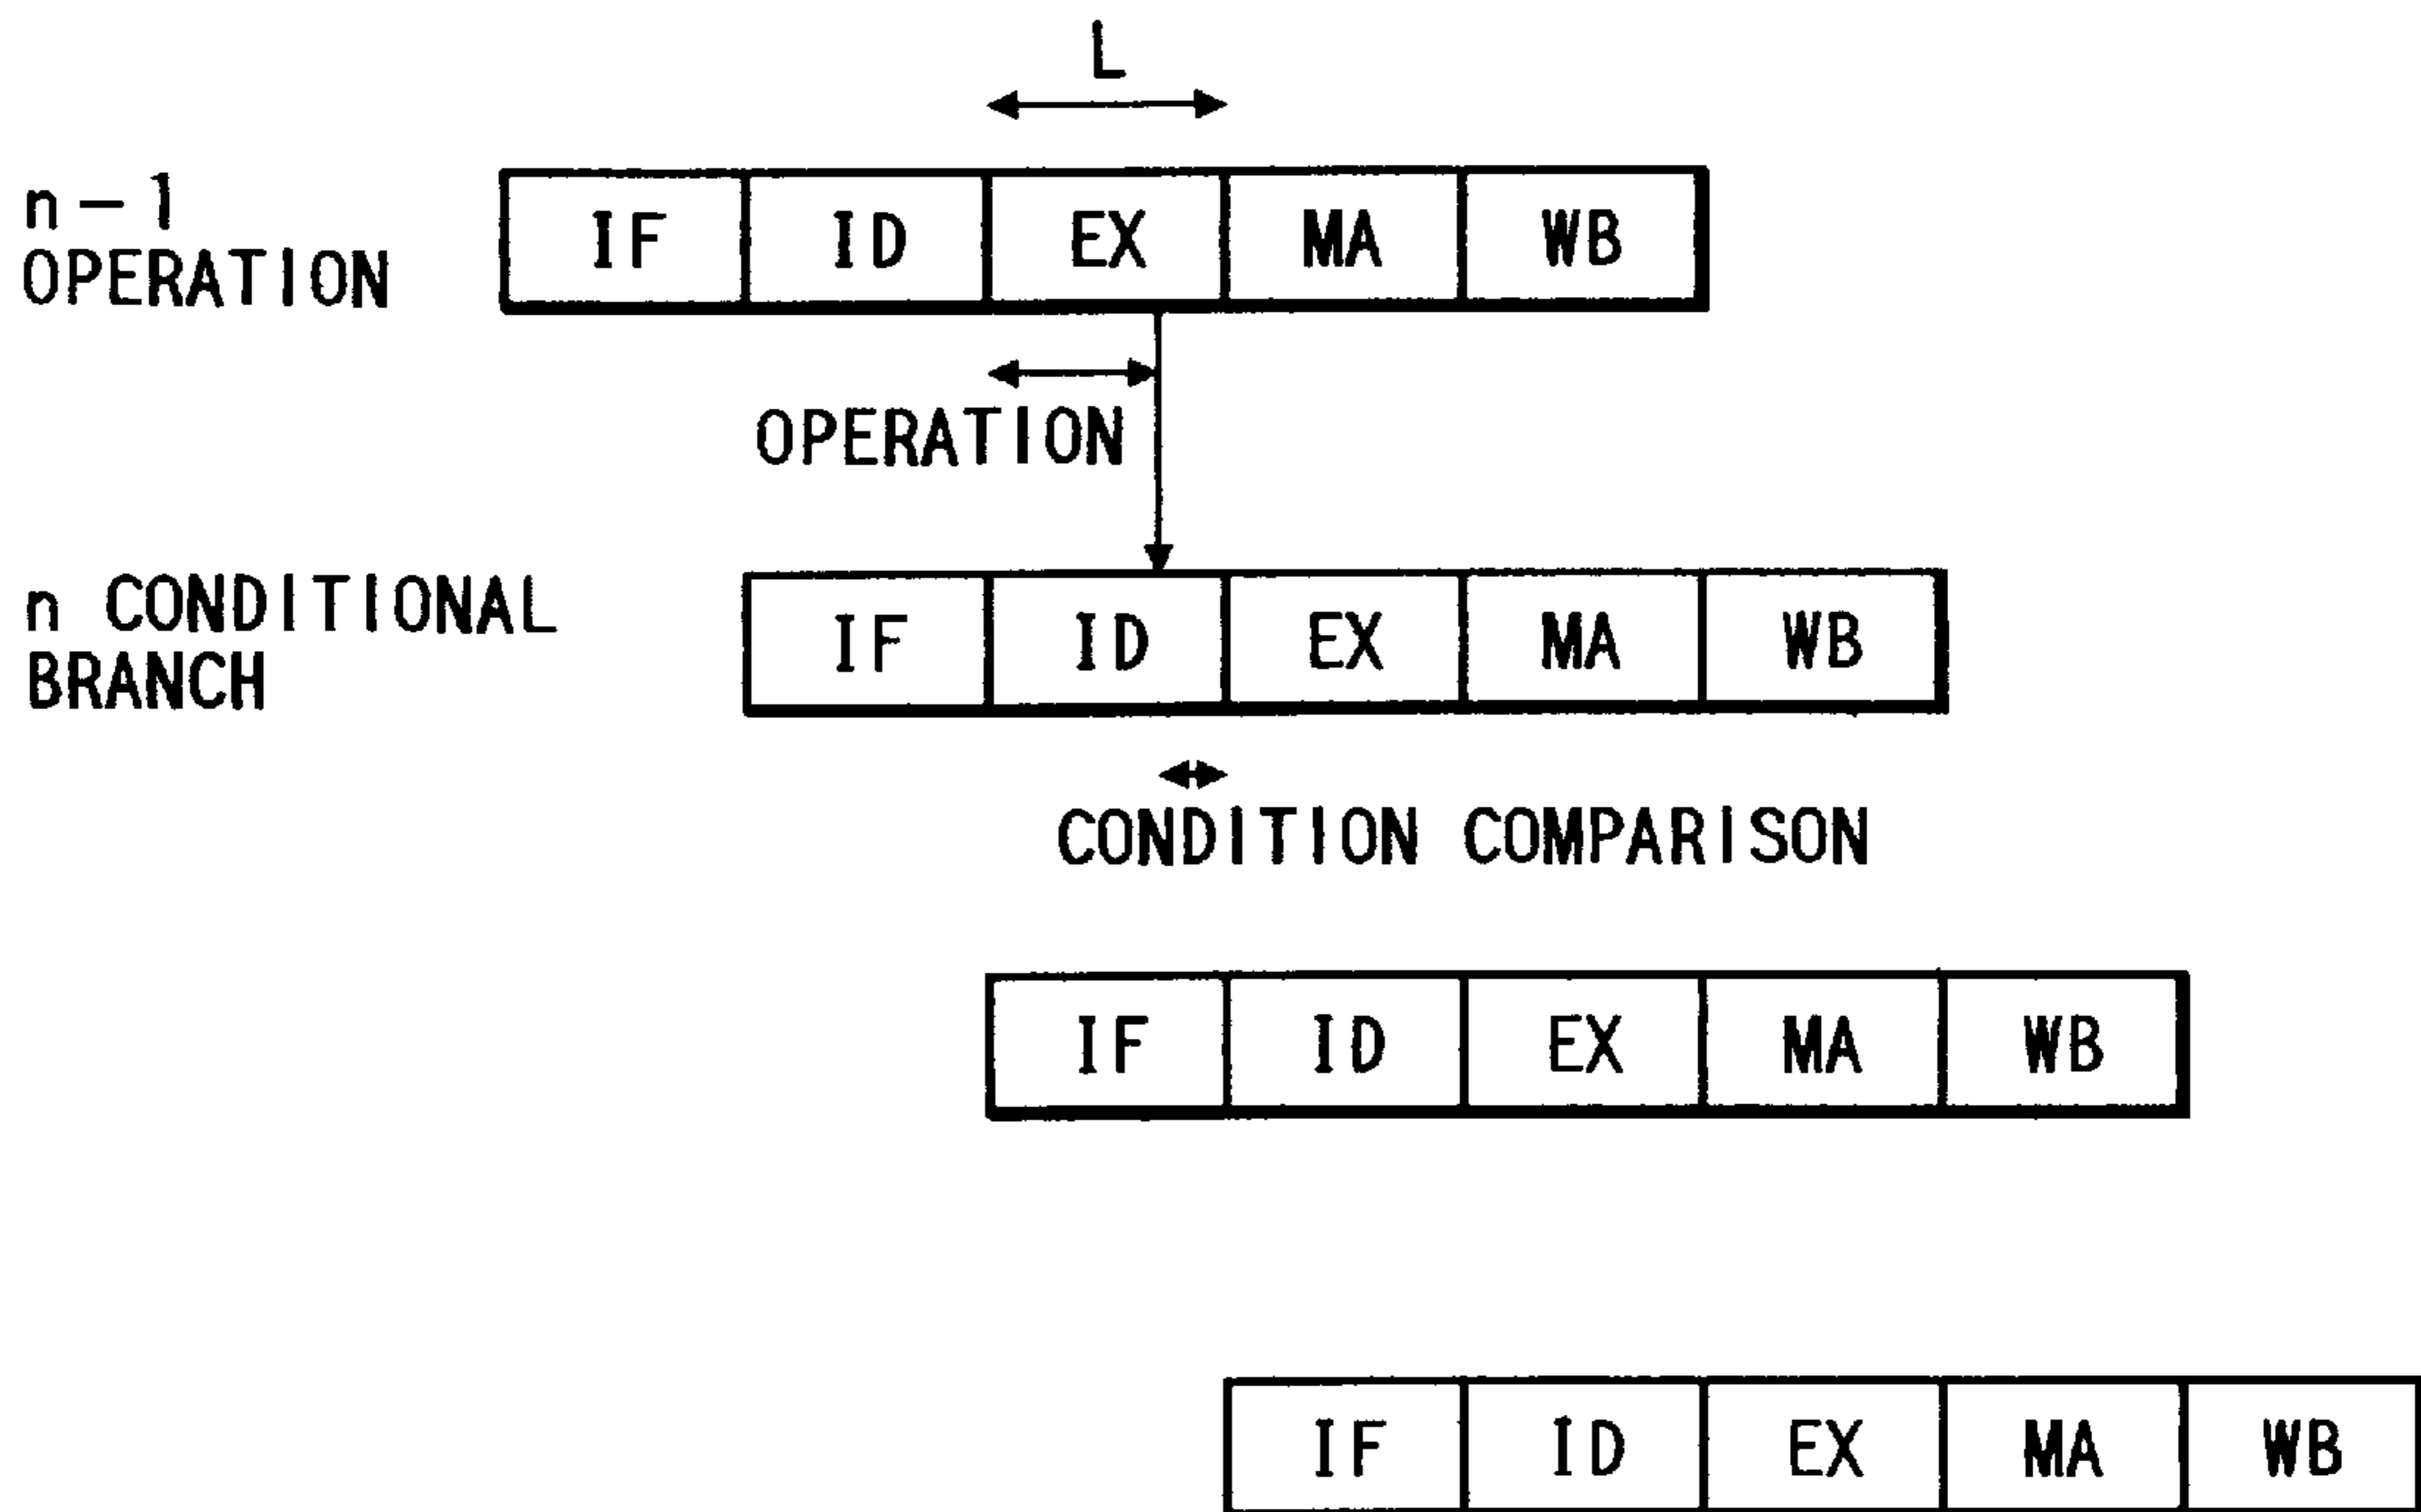 L
n-1
OPERATION
IF ID EX MA WB
OPERATION
n CONDITIONAL
BRANCH
IF ID EX MA WB
CONDITION COMPARISON
IF ID EX MA WB
IF ID EX MA WB